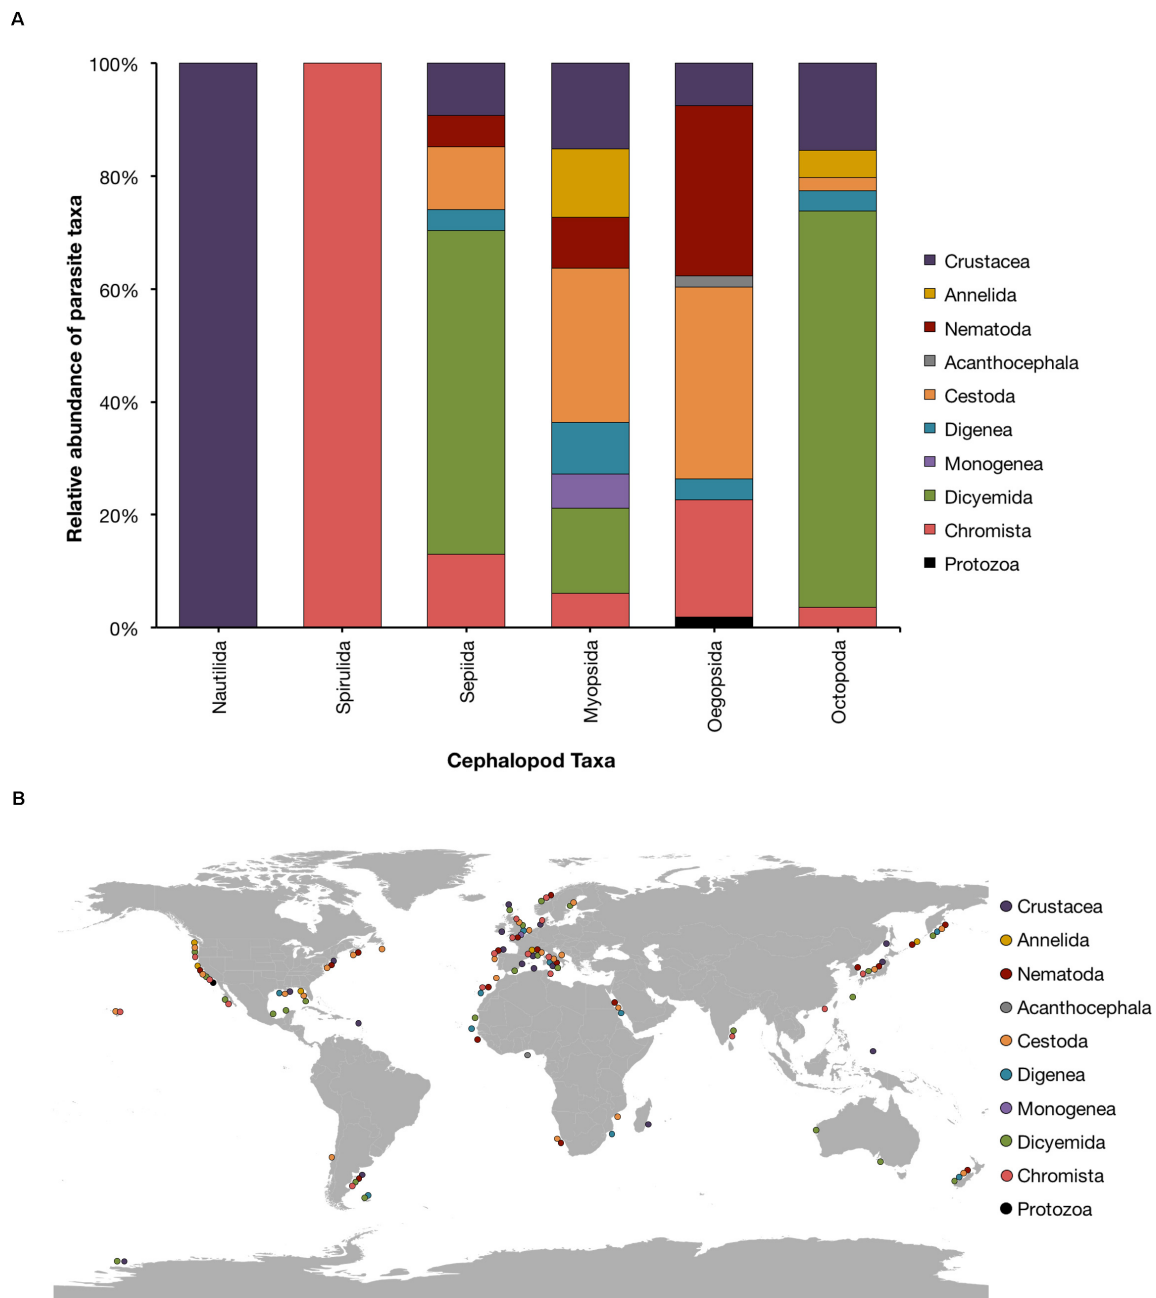 A
100%
80%
60%
40%
20%
0%
Relative abundance of parasite taxa
Nautilida
Spirulida
Sepiida
Myopsida
Oegopsida
Octopoda
Cephalopod Taxa
Crustacea
Annelida
Nematoda
Acanthocephala
Cestoda
Digenea
Monogenea
Dicyemida
Chromista
Protozoa
B
Crustacea
Annelida
Nematoda
Acanthocephala
Cestoda
Digenea
Monogenea
Dicyemida
Chromista
Protozoa